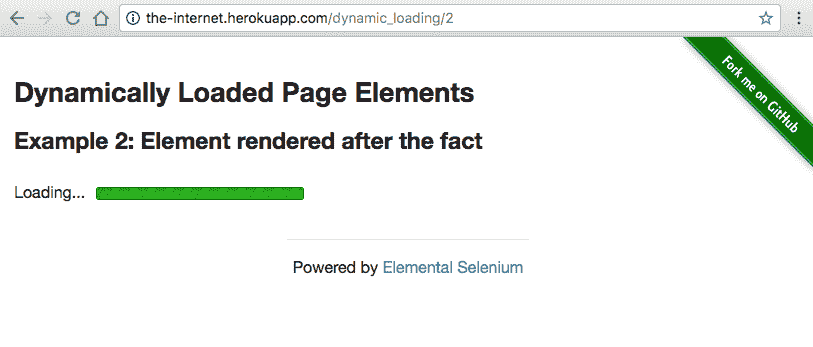 the-internet.herokuapp.com/dynamic_loading/2
Fork me on GitHub
Dynamically Loaded Page Elements
Example 2: Element rendered after the fact
Loading...
Powered by Elemental Selenium